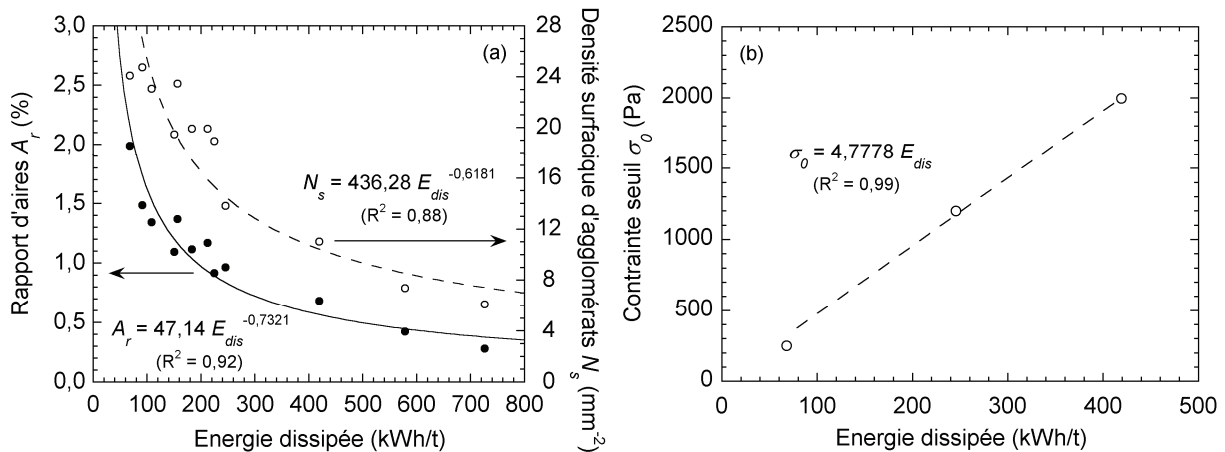 (a)
3,0
2,5
2,0
1,5
1,0
0,5
0,0
Rapport d'aires A_r (%)
28
24
20
16
12
8
4
0
Densité surfacique d'agglomérats N_s (mm^-2)
N_s = 436,28 E_dis^-0,6181
(R^2 = 0,88)
A_r = 47,14 E_dis^-0,7321
(R^2 = 0,92)
0 100 200 300 400 500 600 700 800
Energie dissipée (kWh/t)
(b)
2500
2000
1500
1000
500
0
Contrainte seuil σ_0 (Pa)
σ_0 = 4,7778 E_dis
(R^2 = 0,99)
0 100 200 300 400 500
Energie dissipée (kWh/t)